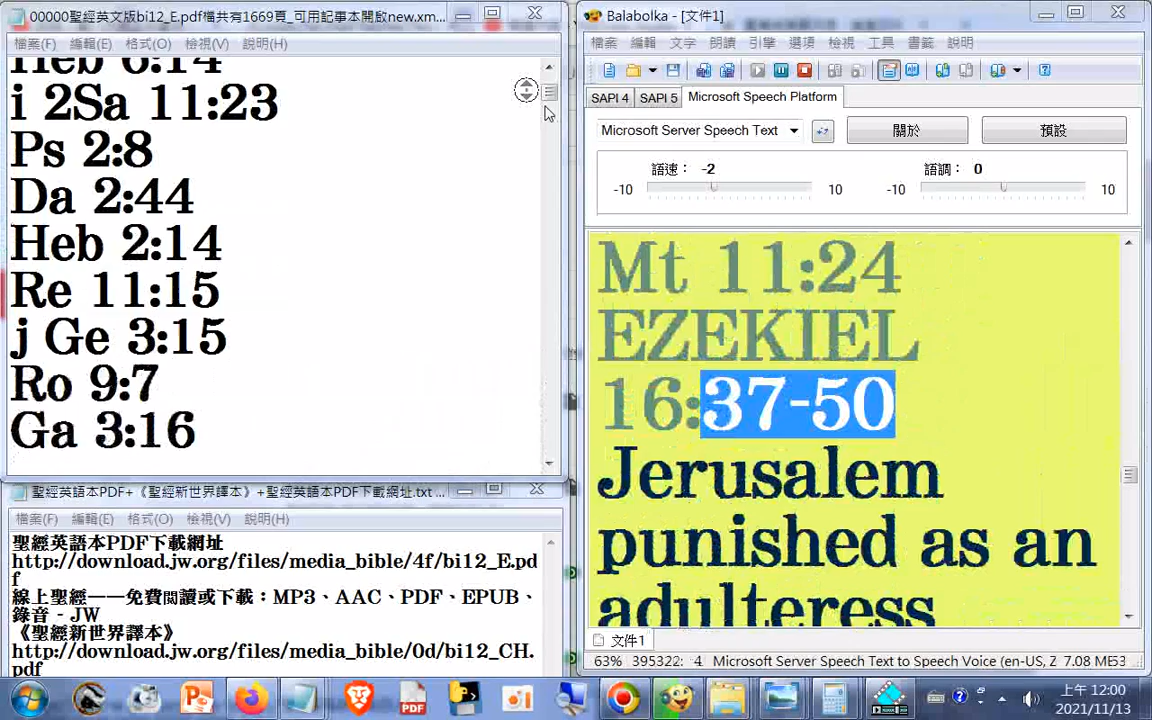 00000聖經英文版bi12_E.pdf檔共有1669頁_可用記事本開啟new.xm...
檔案(F) 編輯(E) 格式(O) 檢視(V) 說明(H)
Heb 6:14
i 2Sa 11:23
Ps 2:8
Da 2:44
Heb 2:14
Re 11:15
j Ge 3:15
Ro 9:7
Ga 3:16
聖經英語本PDF+《聖經新世界譯本》+聖經英語本PDF下載網址.txt ...
檔案(F) 編輯(E) 格式(O) 檢視(V) 說明(H)
聖經英語本PDF下載網址
http://download.jw.org/files/media_bible/4f/bi12_E.pd
f
線上聖經——免費閱讀或下載：MP3、AAC、PDF、EPUB、
錄音 - JW
《聖經新世界譯本》
http://download.jw.org/files/media_bible/0d/bi12_CH.
pdf
Balabolka - [文件1]
檔案 編輯 文字 朗讀 引擎 選項 檢視 工具 書籤 說明
SAPI 4 SAPI 5 Microsoft Speech Platform
Microsoft Server Speech Text 關於 預設
語速： -2 語調： 0
-10 10 -10 10
Mt 11:24
EZEKIEL
16:37-50
Jerusalem
punished as an
adulteress
文件1
63% 395322: 4 Microsoft Server Speech Text to Speech Voice (en-US, Z 7.08 ME53
PDF
上午 12:00
2021/11/13